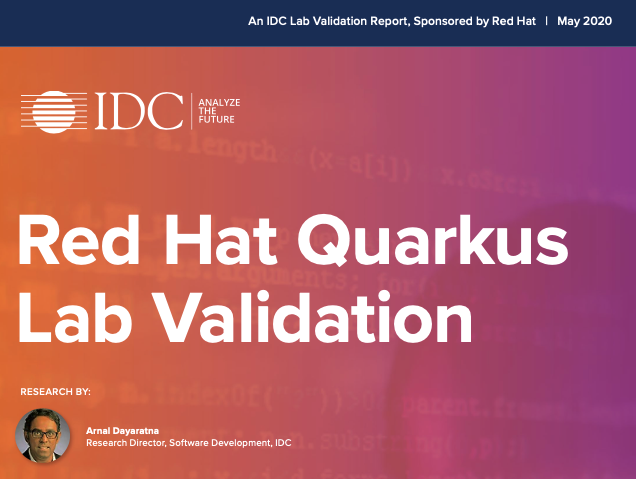 An IDC Lab Validation Report, Sponsored by Red Hat | May 2020
IDC
ANALYZE
THE
FUTURE
Red Hat Quarkus
Lab Validation
RESEARCH BY:
Arnal Dayaratna
Research Director, Software Development, IDC